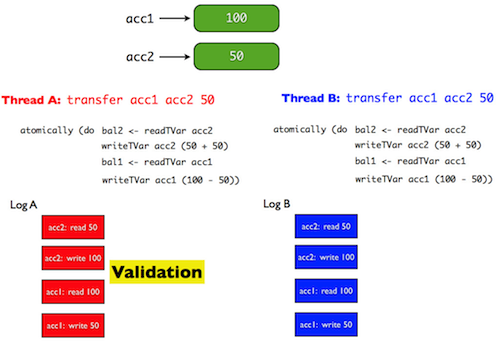 acc1 100
acc2 50
Thread A: transfer acc1 acc2 50
atomically (do bal2 <- readTVar acc2
writeTVar acc2 (50 + 50)
bal1 <- readTVar acc1
writeTVar acc1 (100 - 50))
Log A
acc2: read 50
acc2: write 100
acc1: read 100
acc1: write 50
Validation
Thread B: transfer acc1 acc2 50
atomically (do bal2 <- readTVar acc2
writeTVar acc2 (50 + 50)
bal1 <- readTVar acc1
writeTVar acc1 (100 - 50))
Log B
acc2: read 50
acc2: write 100
acc1: read 100
acc1: write 50